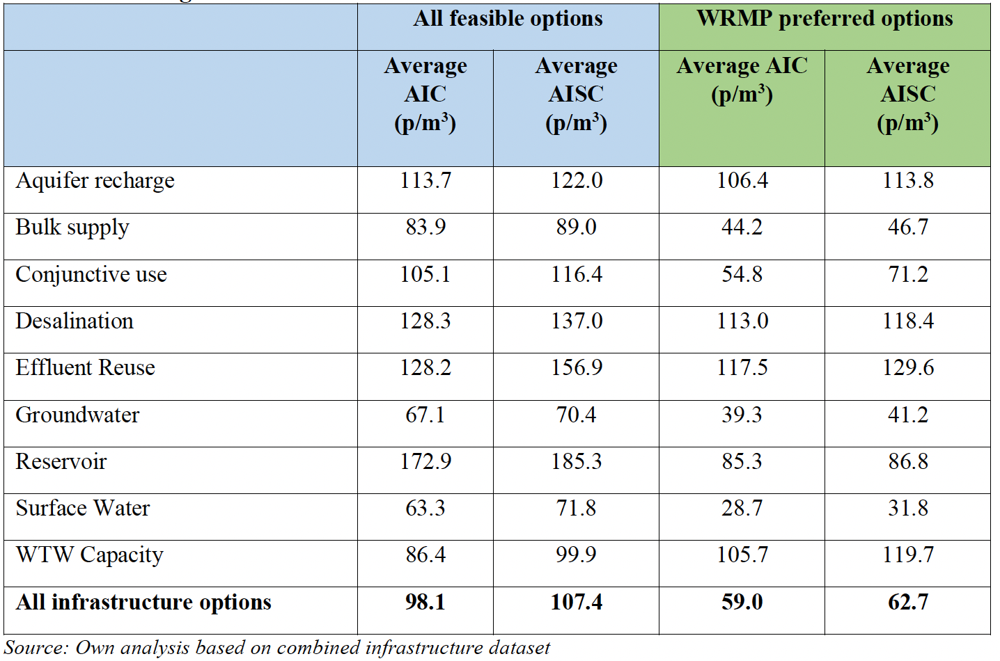 All feasible options WRMP preferred options
Average AIC (p/m³) Average AISC (p/m³) Average AIC (p/m³) Average AISC (p/m³)
Aquifer recharge 113.7 122.0 106.4 113.8
Bulk supply 83.9 89.0 44.2 46.7
Conjunctive use 105.1 116.4 54.8 71.2
Desalination 128.3 137.0 113.0 118.4
Effluent Reuse 128.2 156.9 117.5 129.6
Groundwater 67.1 70.4 39.3 41.2
Reservoir 172.9 185.3 85.3 86.8
Surface Water 63.3 71.8 28.7 31.8
WTW Capacity 86.4 99.9 105.7 119.7
All infrastructure options 98.1 107.4 59.0 62.7
Source: Own analysis based on combined infrastructure dataset